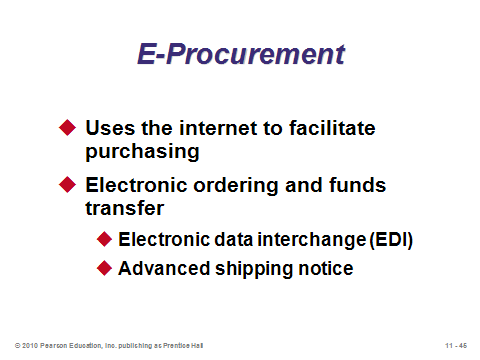 E-Procurement
Uses the internet to facilitate
purchasing
Electronic ordering and funds
transfer
Electronic data interchange (EDI)
Advanced shipping notice
© 2010 Pearson Education, Inc. publishing as Prentice Hall
11 - 45